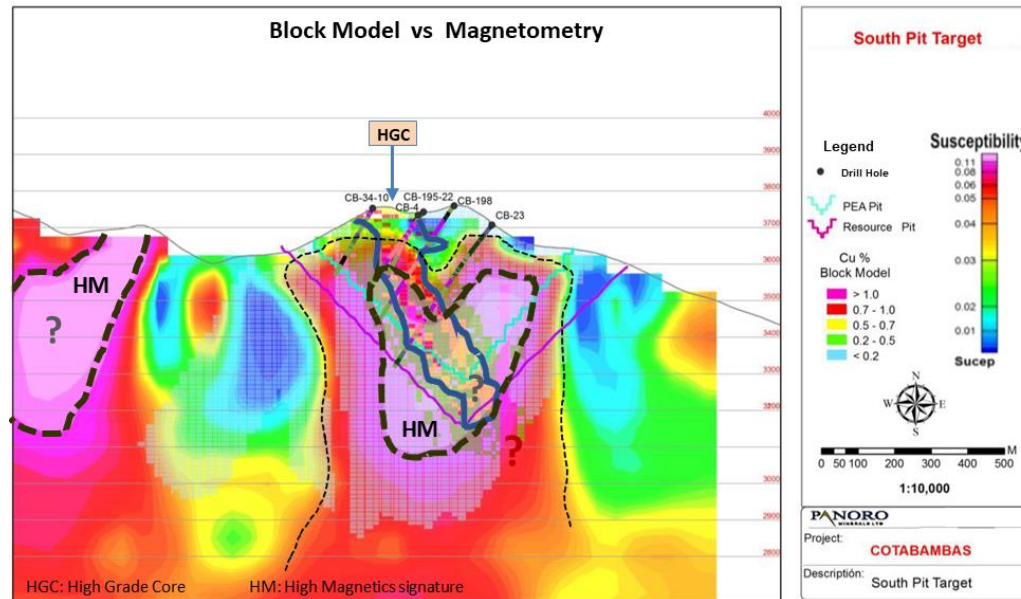 Block Model vs Magnetometry
HGC
CB-34-10
CB-195-22
CB-4
CB-198
CB-23
4000
3900
3800
3700
3600
3500
3400
3300
3200
3100
3000
2900
2800
HM
?
HM
?
?
HGC: High Grade Core HM: High Magnetics signature
South Pit Target
Legend
Drill Hole
PEA Pit
Resource Pit
Cu %
Block Model
> 1.0
0.7 - 1.0
0.5 - 0.7
0.2 - 0.5
< 0.2
Susceptibility
0.11
0.08
0.06
0.05
0.04
0.03
0.02
0.01
Sucep
N
W E
S
0 50 100 200 300 400 500 M
1:10,000
PANORO
MINERALS LTD
Project:
COTABAMBAS
Descriptión:
South Pit Target